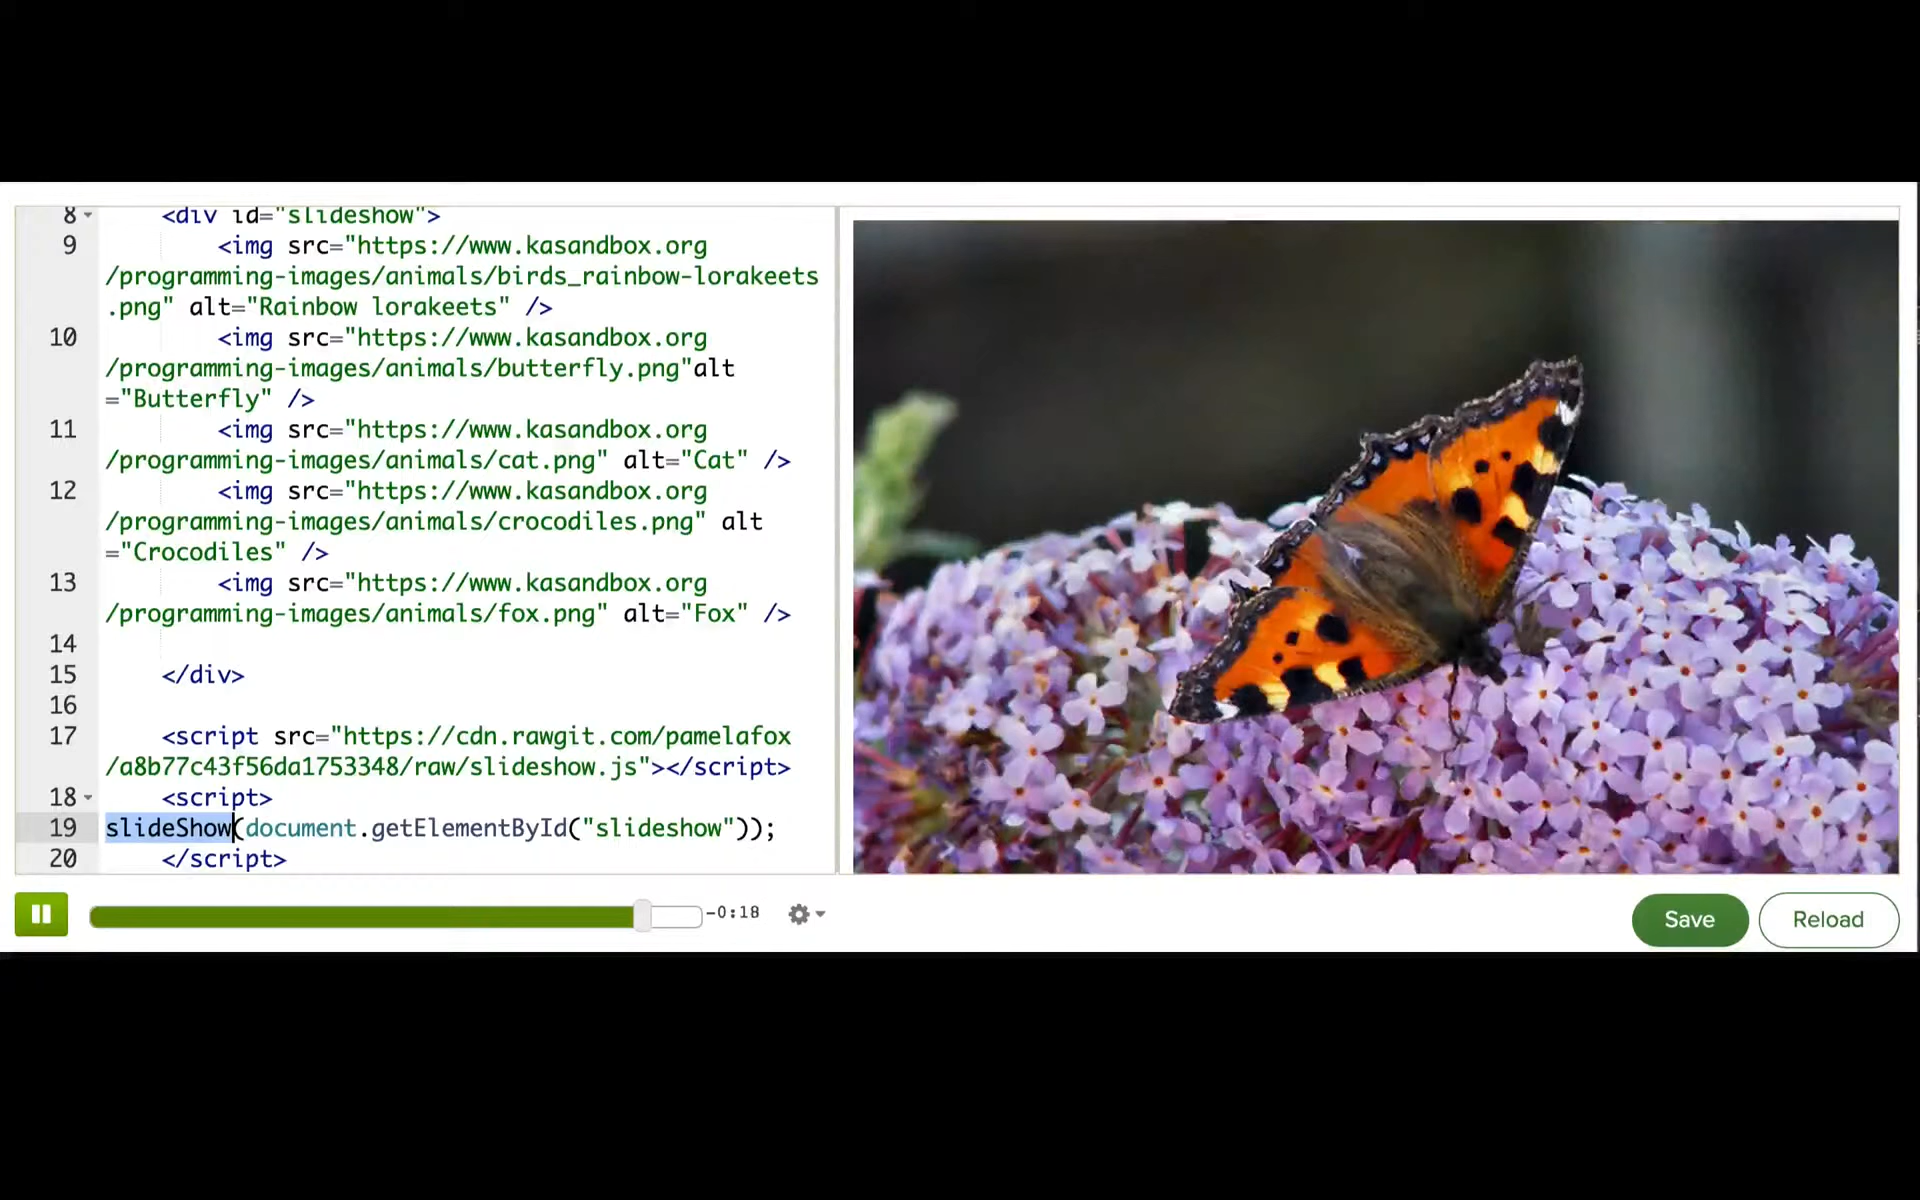 8 <div id="slideshow">
9 <img src="https://www.kasandbox.org
/programming-images/animals/birds_rainbow-lorakeets
.png" alt="Rainbow lorakeets" />
10 <img src="https://www.kasandbox.org
/programming-images/animals/butterfly.png"alt
="Butterfly" />
11 <img src="https://www.kasandbox.org
/programming-images/animals/cat.png" alt="Cat" />
12 <img src="https://www.kasandbox.org
/programming-images/animals/crocodiles.png" alt
="Crocodiles" />
13 <img src="https://www.kasandbox.org
/programming-images/animals/fox.png" alt="Fox" />
14
15 </div>
16
17 <script src="https://cdn.rawgit.com/pamelafox
/a8b77c43f56da1753348/raw/slideshow.js"></script>
18 <script>
19 slideShow(document.getElementById("slideshow"));
20 </script>
-0:18
Save
Reload